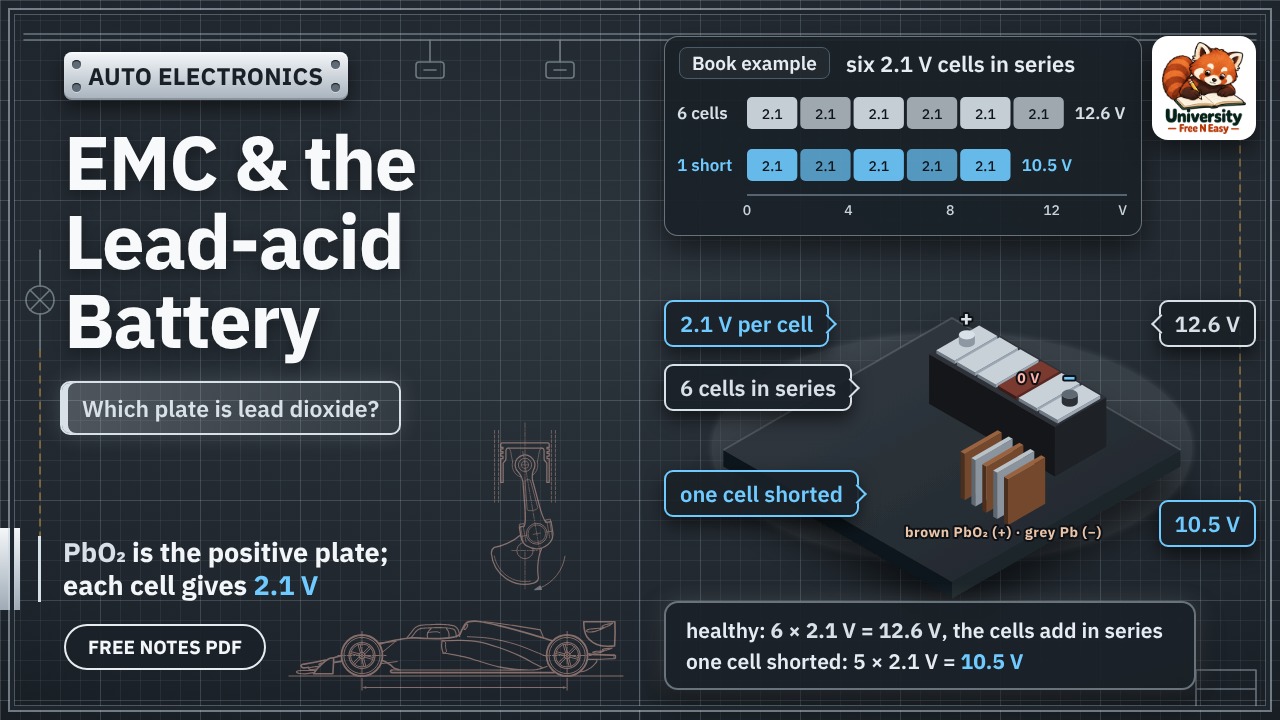 AUTO ELECTRONICS
EMC & the
Lead-acid
Battery
Which plate is lead dioxide?
PbO₂ is the positive plate;
each cell gives 2.1 V
FREE NOTES PDF
Book example six 2.1 V cells in series
6 cells 2.1 2.1 2.1 2.1 2.1 2.1 12.6 V
1 short 2.1 2.1 2.1 2.1 2.1 10.5 V
0 4 8 12 V
University
Free N Easy
2.1 V per cell
6 cells in series
one cell shorted
12.6 V
10.5 V
+
0 V
−
brown PbO₂ (+) · grey Pb (−)
healthy: 6 × 2.1 V = 12.6 V, the cells add in series
one cell shorted: 5 × 2.1 V = 10.5 V